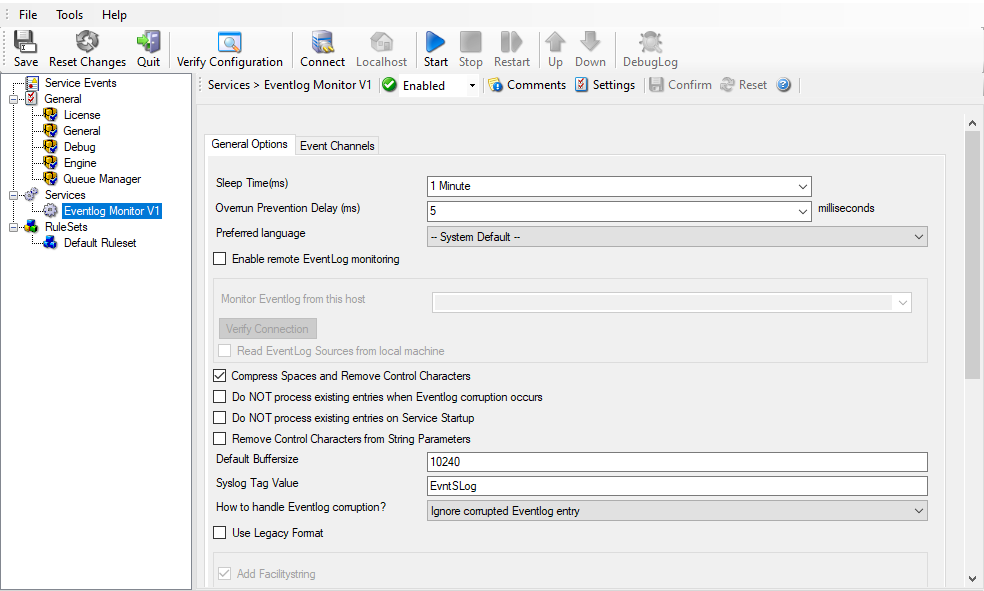 File Tools Help
Save Reset Changes Quit Verify Configuration Connect Localhost Start Stop Restart Up Down DebugLog
Service Events
General
License
General
Debug
Engine
Queue Manager
Services
Eventlog Monitor V1
RuleSets
Default Ruleset
Services > Eventlog Monitor V1 Enabled Comments Settings Confirm Reset
General Options Event Channels
Sleep Time(ms) 1 Minute
Overrun Prevention Delay (ms) 5 milliseconds
Preferred language -- System Default --
Enable remote EventLog monitoring
Monitor Eventlog from this host
Verify Connection
Read EventLog Sources from local machine
Compress Spaces and Remove Control Characters
Do NOT process existing entries when Eventlog corruption occurs
Do NOT process existing entries on Service Startup
Remove Control Characters from String Parameters
Default Buffersize 10240
Syslog Tag Value EvntSLog
How to handle Eventlog corruption? Ignore corrupted Eventlog entry
Use Legacy Format
Add Facilitystring